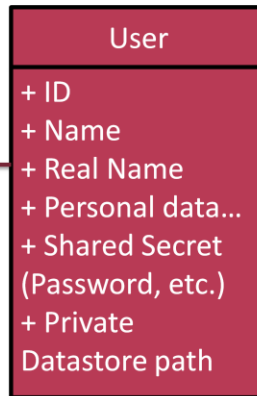 User
+ ID
+ Name
+ Real Name
+ Personal data…
+ Shared Secret
(Password, etc.)
+ Private
Datastore path